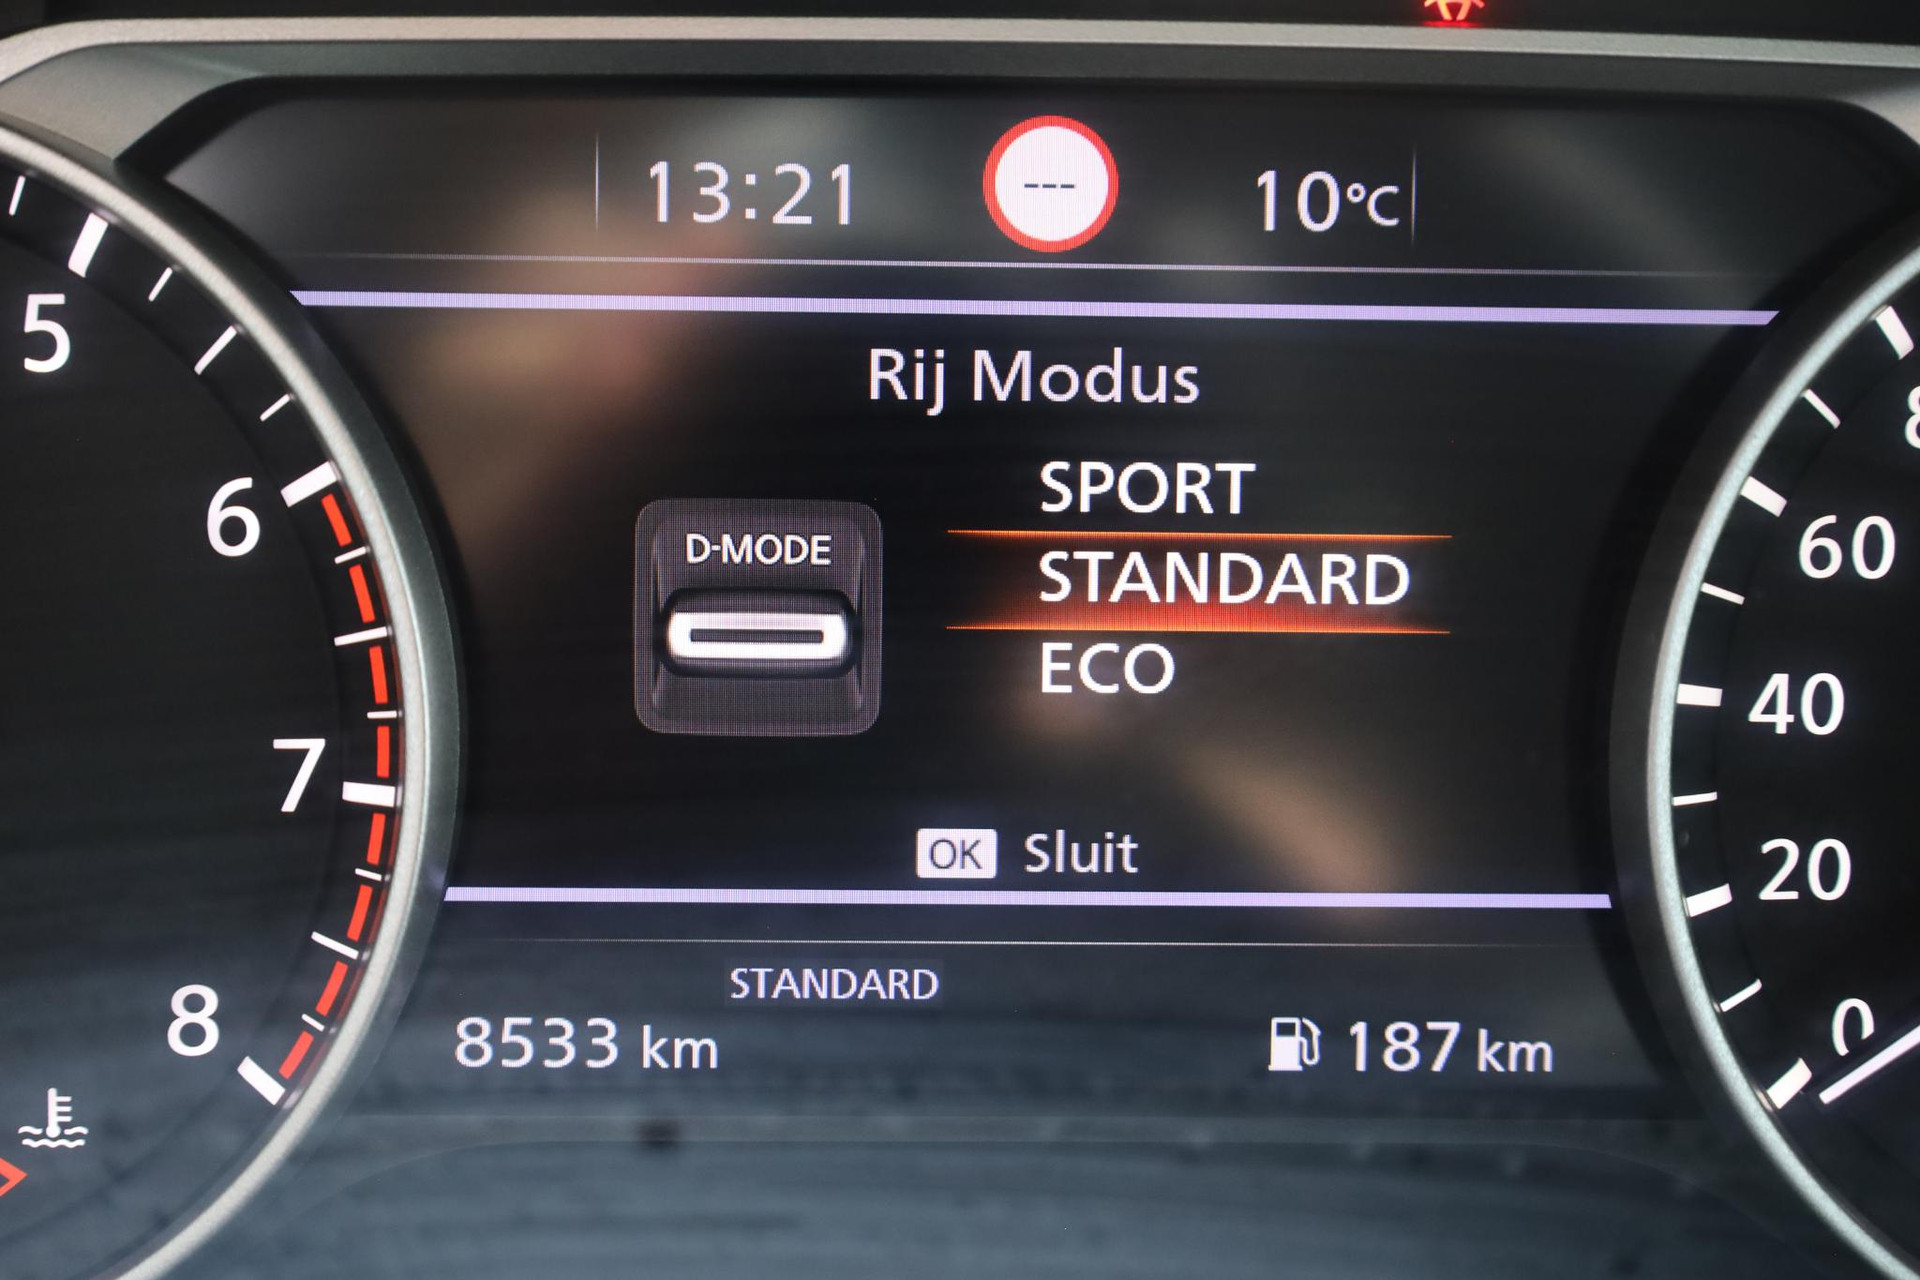 13:21
---
10°C
Rij Modus
D-MODE
SPORT
STANDARD
ECO
OK Sluit
STANDARD
8533 km
187 km
5
6
7
8
60
40
20
0